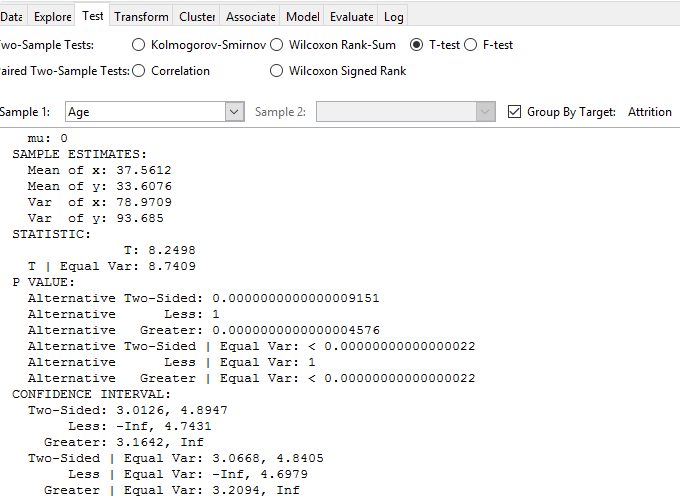 Data Explore Test Transform Cluster Associate Model Evaluate Log
wo-Sample Tests: Kolmogorov-Smirnov Wilcoxon Rank-Sum T-test F-test
aired Two-Sample Tests: Correlation Wilcoxon Signed Rank
Sample 1: Age Sample 2: Group By Target: Attrition
mu: 0
SAMPLE ESTIMATES:
Mean of x: 37.5612
Mean of y: 33.6076
Var of x: 78.9709
Var of y: 93.685
STATISTIC:
T: 8.2498
T | Equal Var: 8.7409
P VALUE:
Alternative Two-Sided: 0.0000000000000009151
Alternative Less: 1
Alternative Greater: 0.0000000000000004576
Alternative Two-Sided | Equal Var: < 0.00000000000000022
Alternative Less | Equal Var: 1
Alternative Greater | Equal Var: < 0.00000000000000022
CONFIDENCE INTERVAL:
Two-Sided: 3.0126, 4.8947
Less: -Inf, 4.7431
Greater: 3.1642, Inf
Two-Sided | Equal Var: 3.0668, 4.8405
Less | Equal Var: -Inf, 4.6979
Greater | Equal Var: 3.2094, Inf